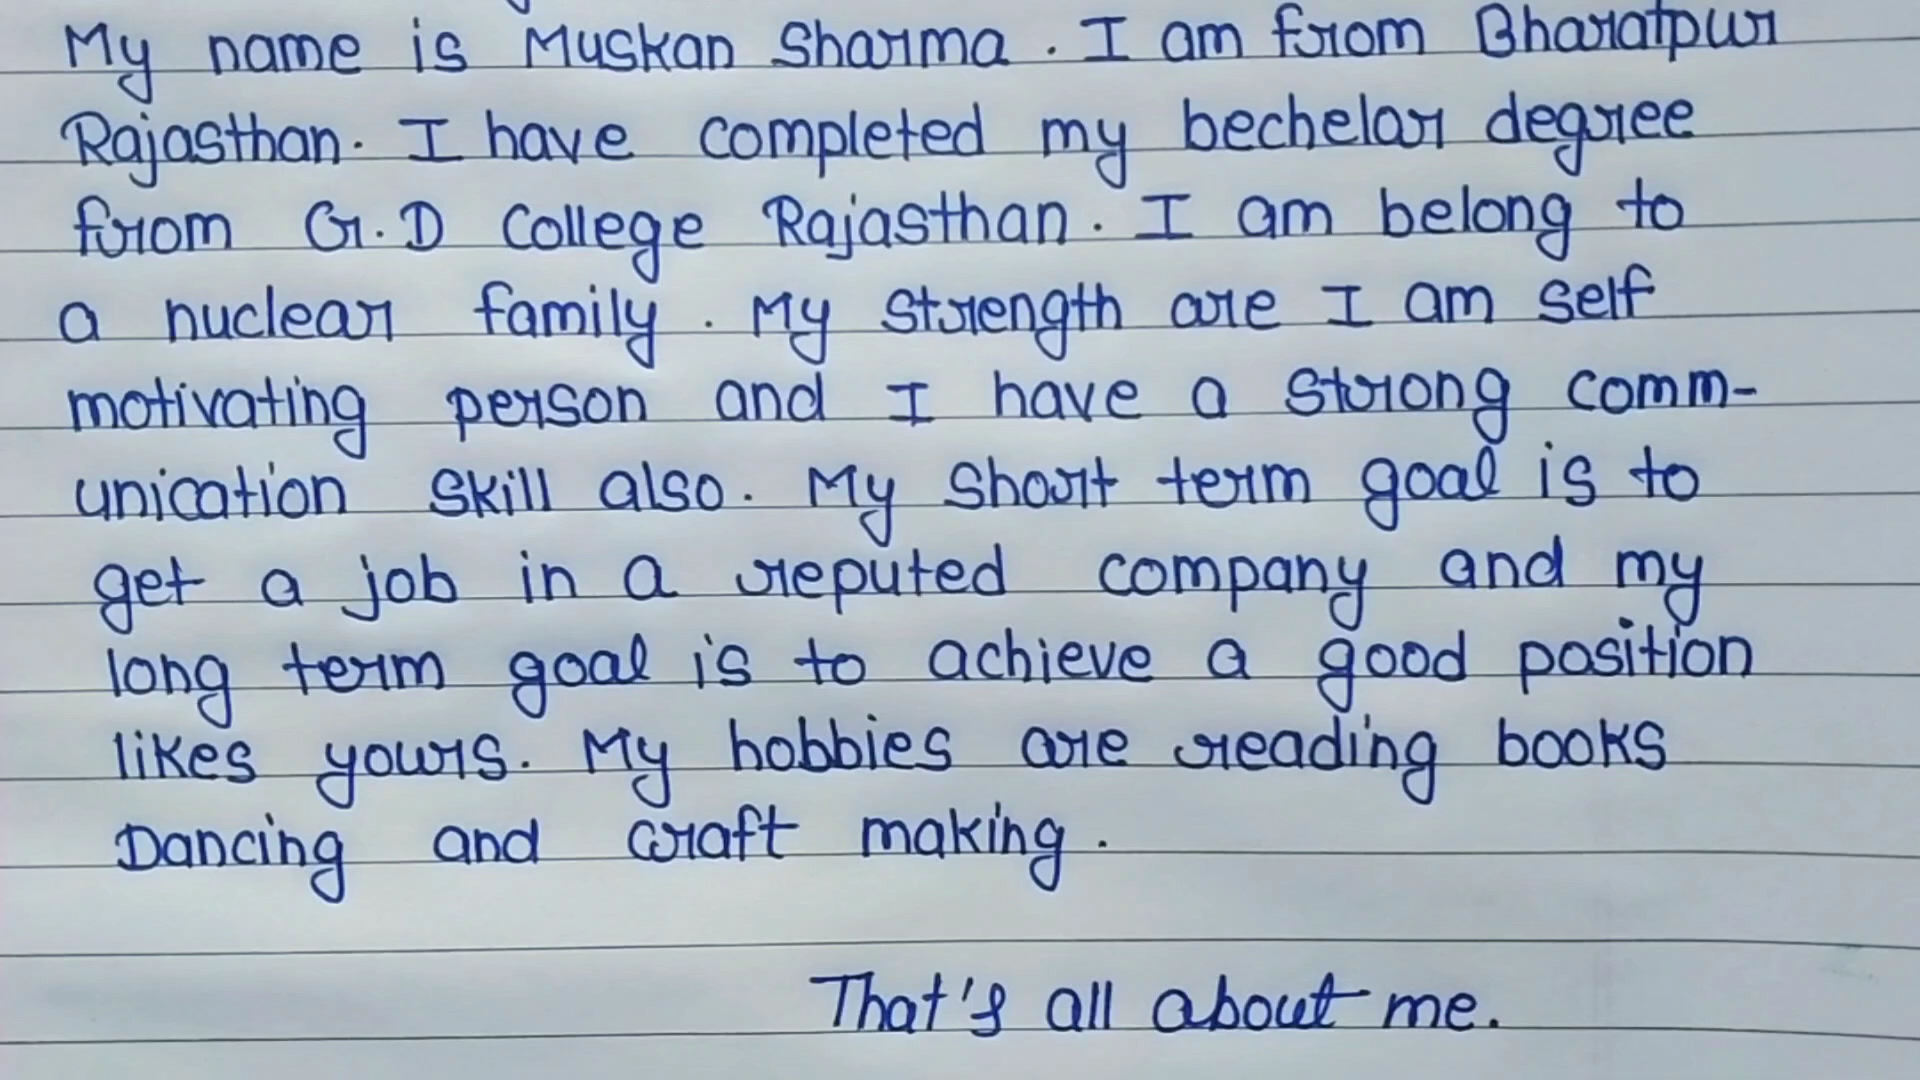 My name is Muskan Sharma. I am from Bharatpur
Rajasthan. I have completed my bechelar degree
from G.D College Rajasthan. I am belong to
a nuclear family. My Strength are I am self
motivating person and I have a strong comm-
unication skill also. My short term goal is to
get a job in a reputed company and my
long term goal is to achieve a good position
likes yours. My hobbies are reading books
Dancing and craft making.
That's all about me.